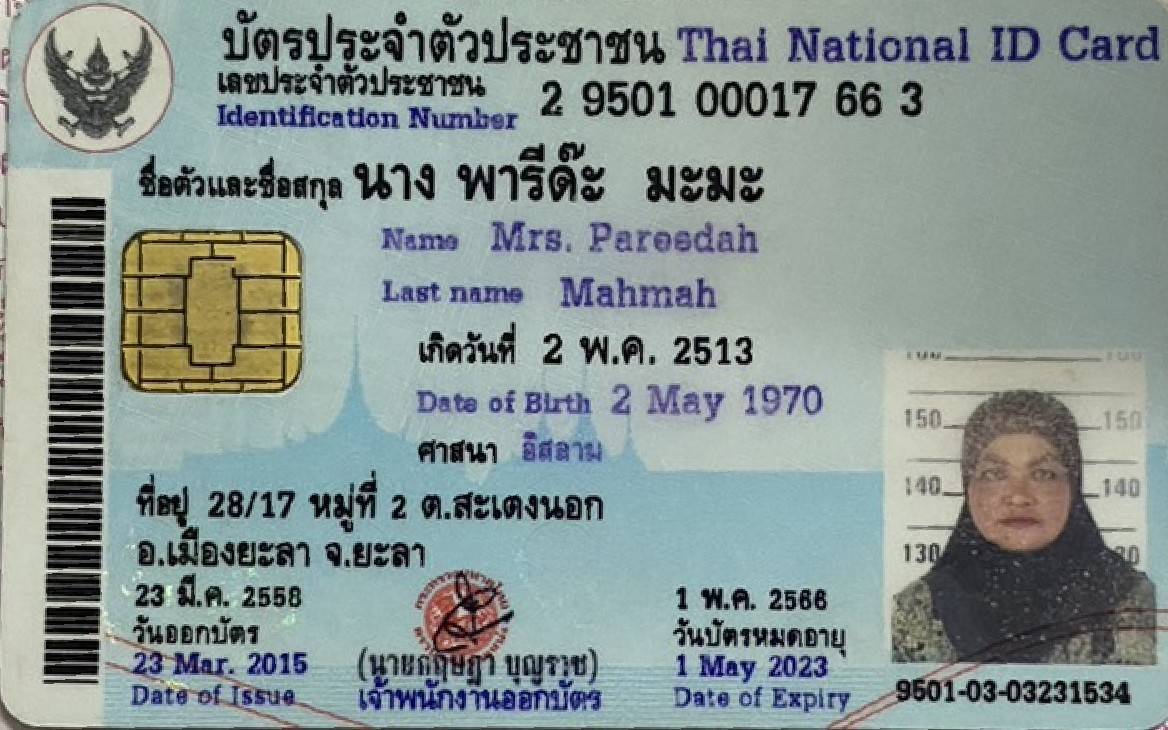 บัตรประจำตัวประชาชน Thai National ID Card
เลขประจำตัวประชาชน
Identification Number 2 9501 00017 66 3
ชื่อตัวและชื่อสกุล นาง พารีด๊ะ มะมะ
Name Mrs. Pareedah
Last name Mahmah
เกิดวันที่ 2 พ.ค. 2513
Date of Birth 2 May 1970
ศาสนา อิสลาม
ที่อยู่ 28/17 หมู่ที่ 2 ต.สะเตงนอก
อ.เมืองยะลา จ.ยะลา
23 มี.ค. 2558
วันออกบัตร
23 Mar. 2015
Date of Issue
(นายกฤษฎา บุญราช)
เจ้าพนักงานออกบัตร
1 พ.ค. 2566
วันบัตรหมดอายุ
1 May 2023
Date of Expiry
150 150
140 140
130
9501-03-03231534